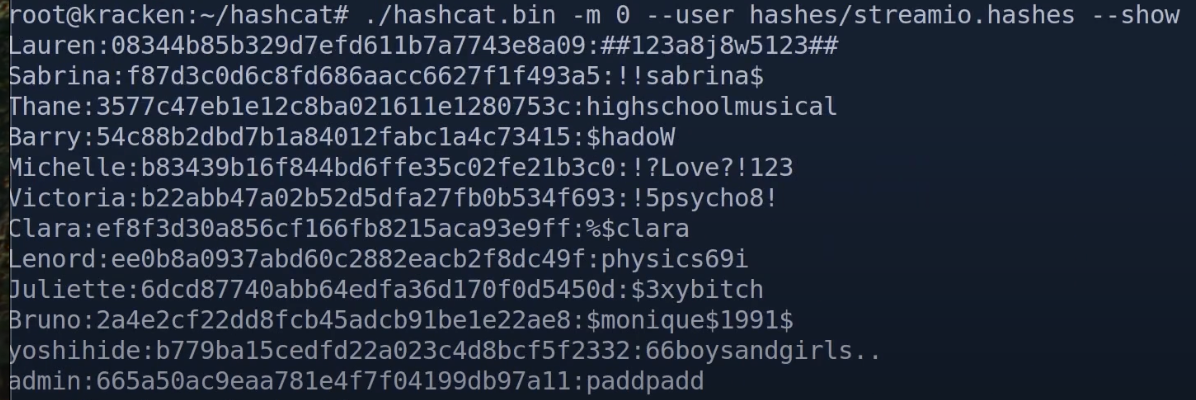 root@kracken:~/hashcat# ./hashcat.bin -m 0 --user hashes/streamio.hashes --show
Lauren:08344b85b329d7efd611b7a7743e8a09:##123a8j8w5123##
Sabrina:f87d3c0d6c8fd686aacc6627f1f493a5:!!sabrina$
Thane:3577c47eb1e12c8ba021611e1280753c:highschoolmusical
Barry:54c88b2dbd7b1a84012fabc1a4c73415:$hadoW
Michelle:b83439b16f844bd6ffe35c02fe21b3c0:!?Love?!123
Victoria:b22abb47a02b52d5dfa27fb0b534f693:!5psycho8!
Clara:ef8f3d30a856cf166fb8215aca93e9ff:%$clara
Lenord:ee0b8a0937abd60c2882eacb2f8dc49f:physics69i
Juliette:6dcd87740abb64edfa36d170f0d5450d:$3xybitch
Bruno:2a4e2cf22dd8fcb45adcb91be1e22ae8:$monique$1991$
yoshihide:b779ba15cedfd22a023c4d8bcf5f2332:66boysandgirls..
admin:665a50ac9eaa781e4f7f04199db97a11:paddpadd